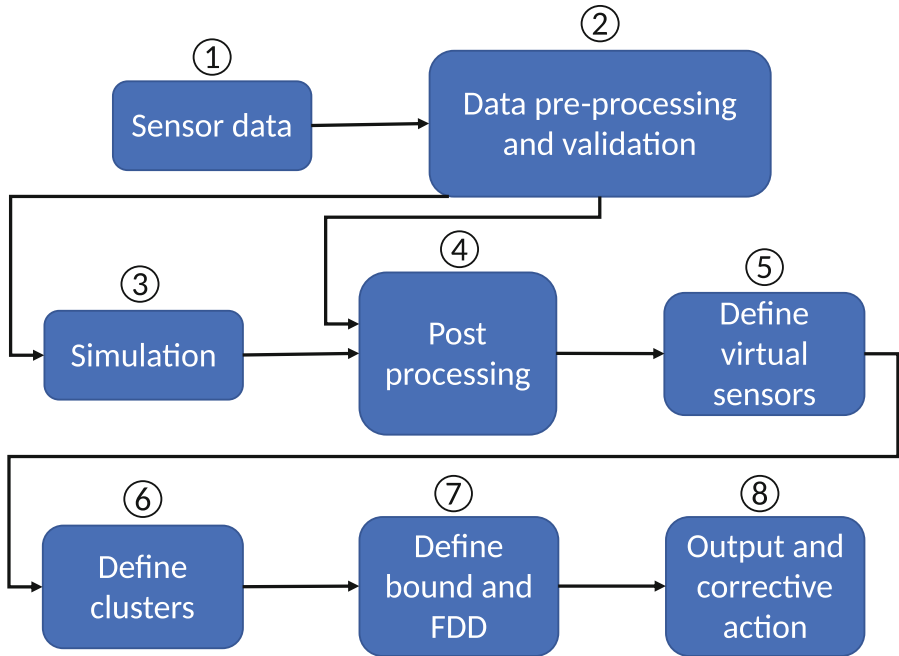 ①
Sensor data
②
Data pre-processing
and validation
③
Simulation
④
Post
processing
⑤
Define
virtual
sensors
⑥
Define
clusters
⑦
Define
bound and
FDD
⑧
Output and
corrective
action